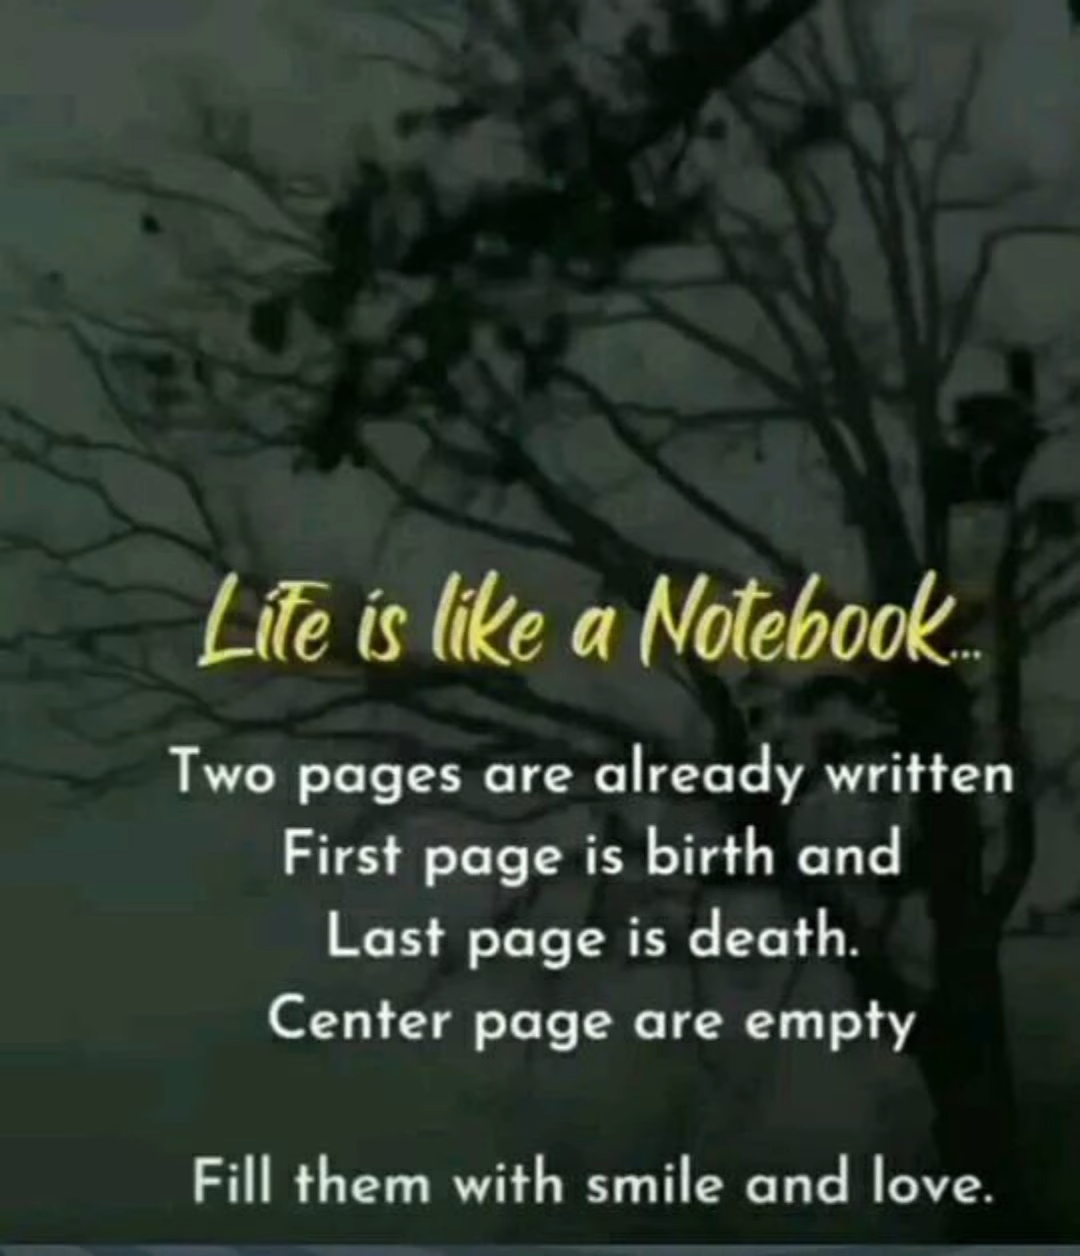 Life is like a Notebook...
Two pages are already written
First page is birth and
Last page is death.
Center page are empty
Fill them with smile and love.